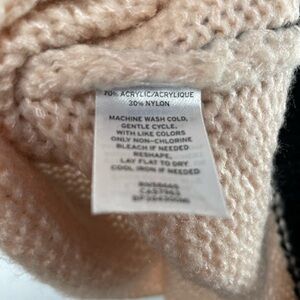 70% ACRYLIC/ACRYLIQUE
30% NYLON
MACHINE WASH COLD,
GENTLE CYCLE,
WITH LIKE COLORS
ONLY NON-CHLORINE
BLEACH IF NEEDED
RESHAPE,
LAY FLAT TO DRY
COOL IRON IF NEEDED